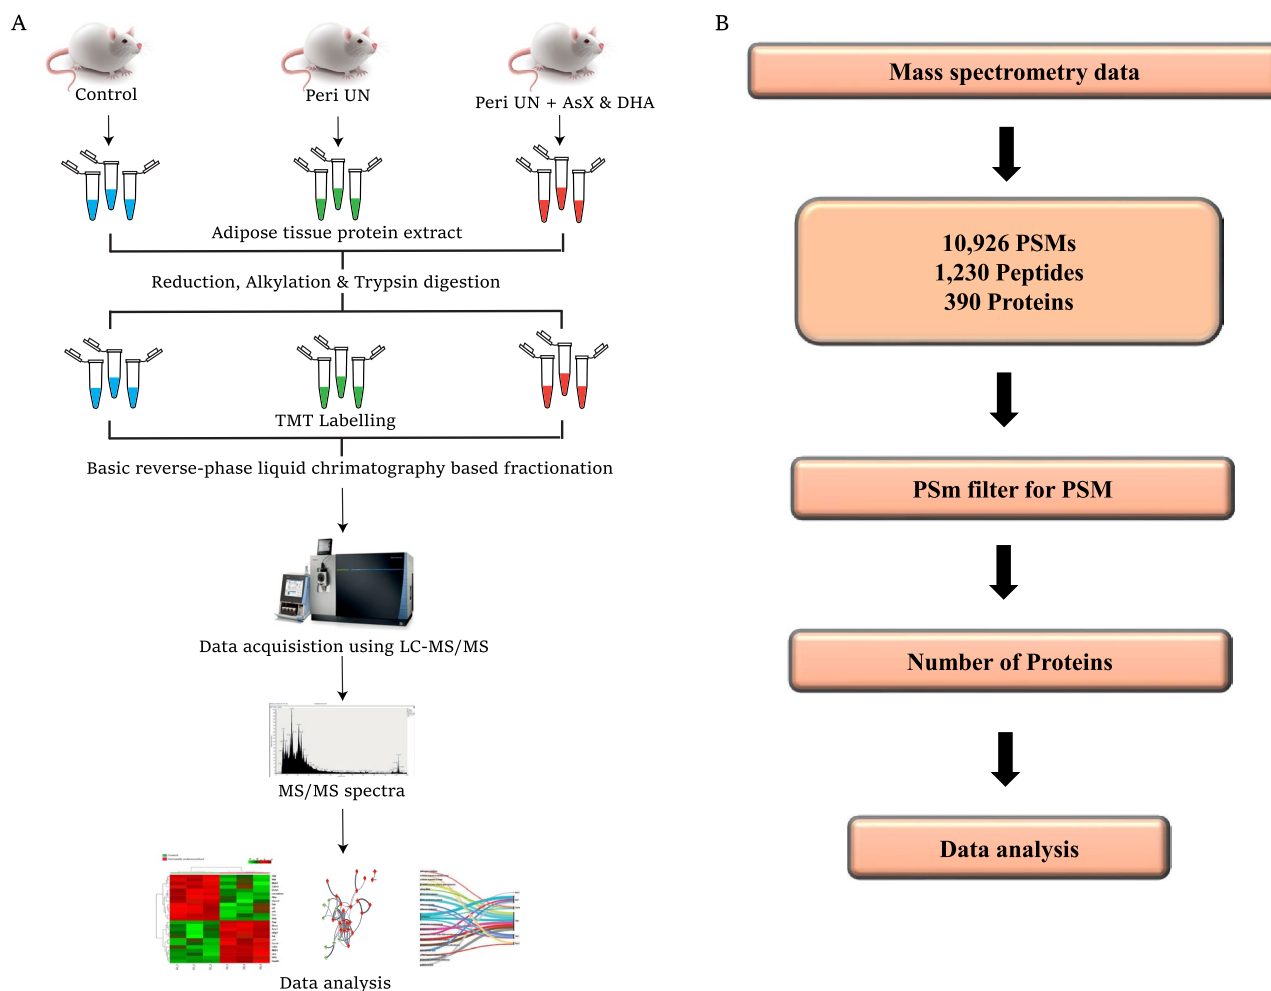 A
Control
Peri UN
Peri UN + AsX & DHA
Adipose tissue protein extract
Reduction, Alkylation & Trypsin digestion
TMT Labelling
Basic reverse-phase liquid chrimatography based fractionation
Data acquisistion using LC-MS/MS
MS/MS spectra
Data analysis
B
Mass spectrometry data
10,926 PSMs
1,230 Peptides
390 Proteins
PSm filter for PSM
Number of Proteins
Data analysis